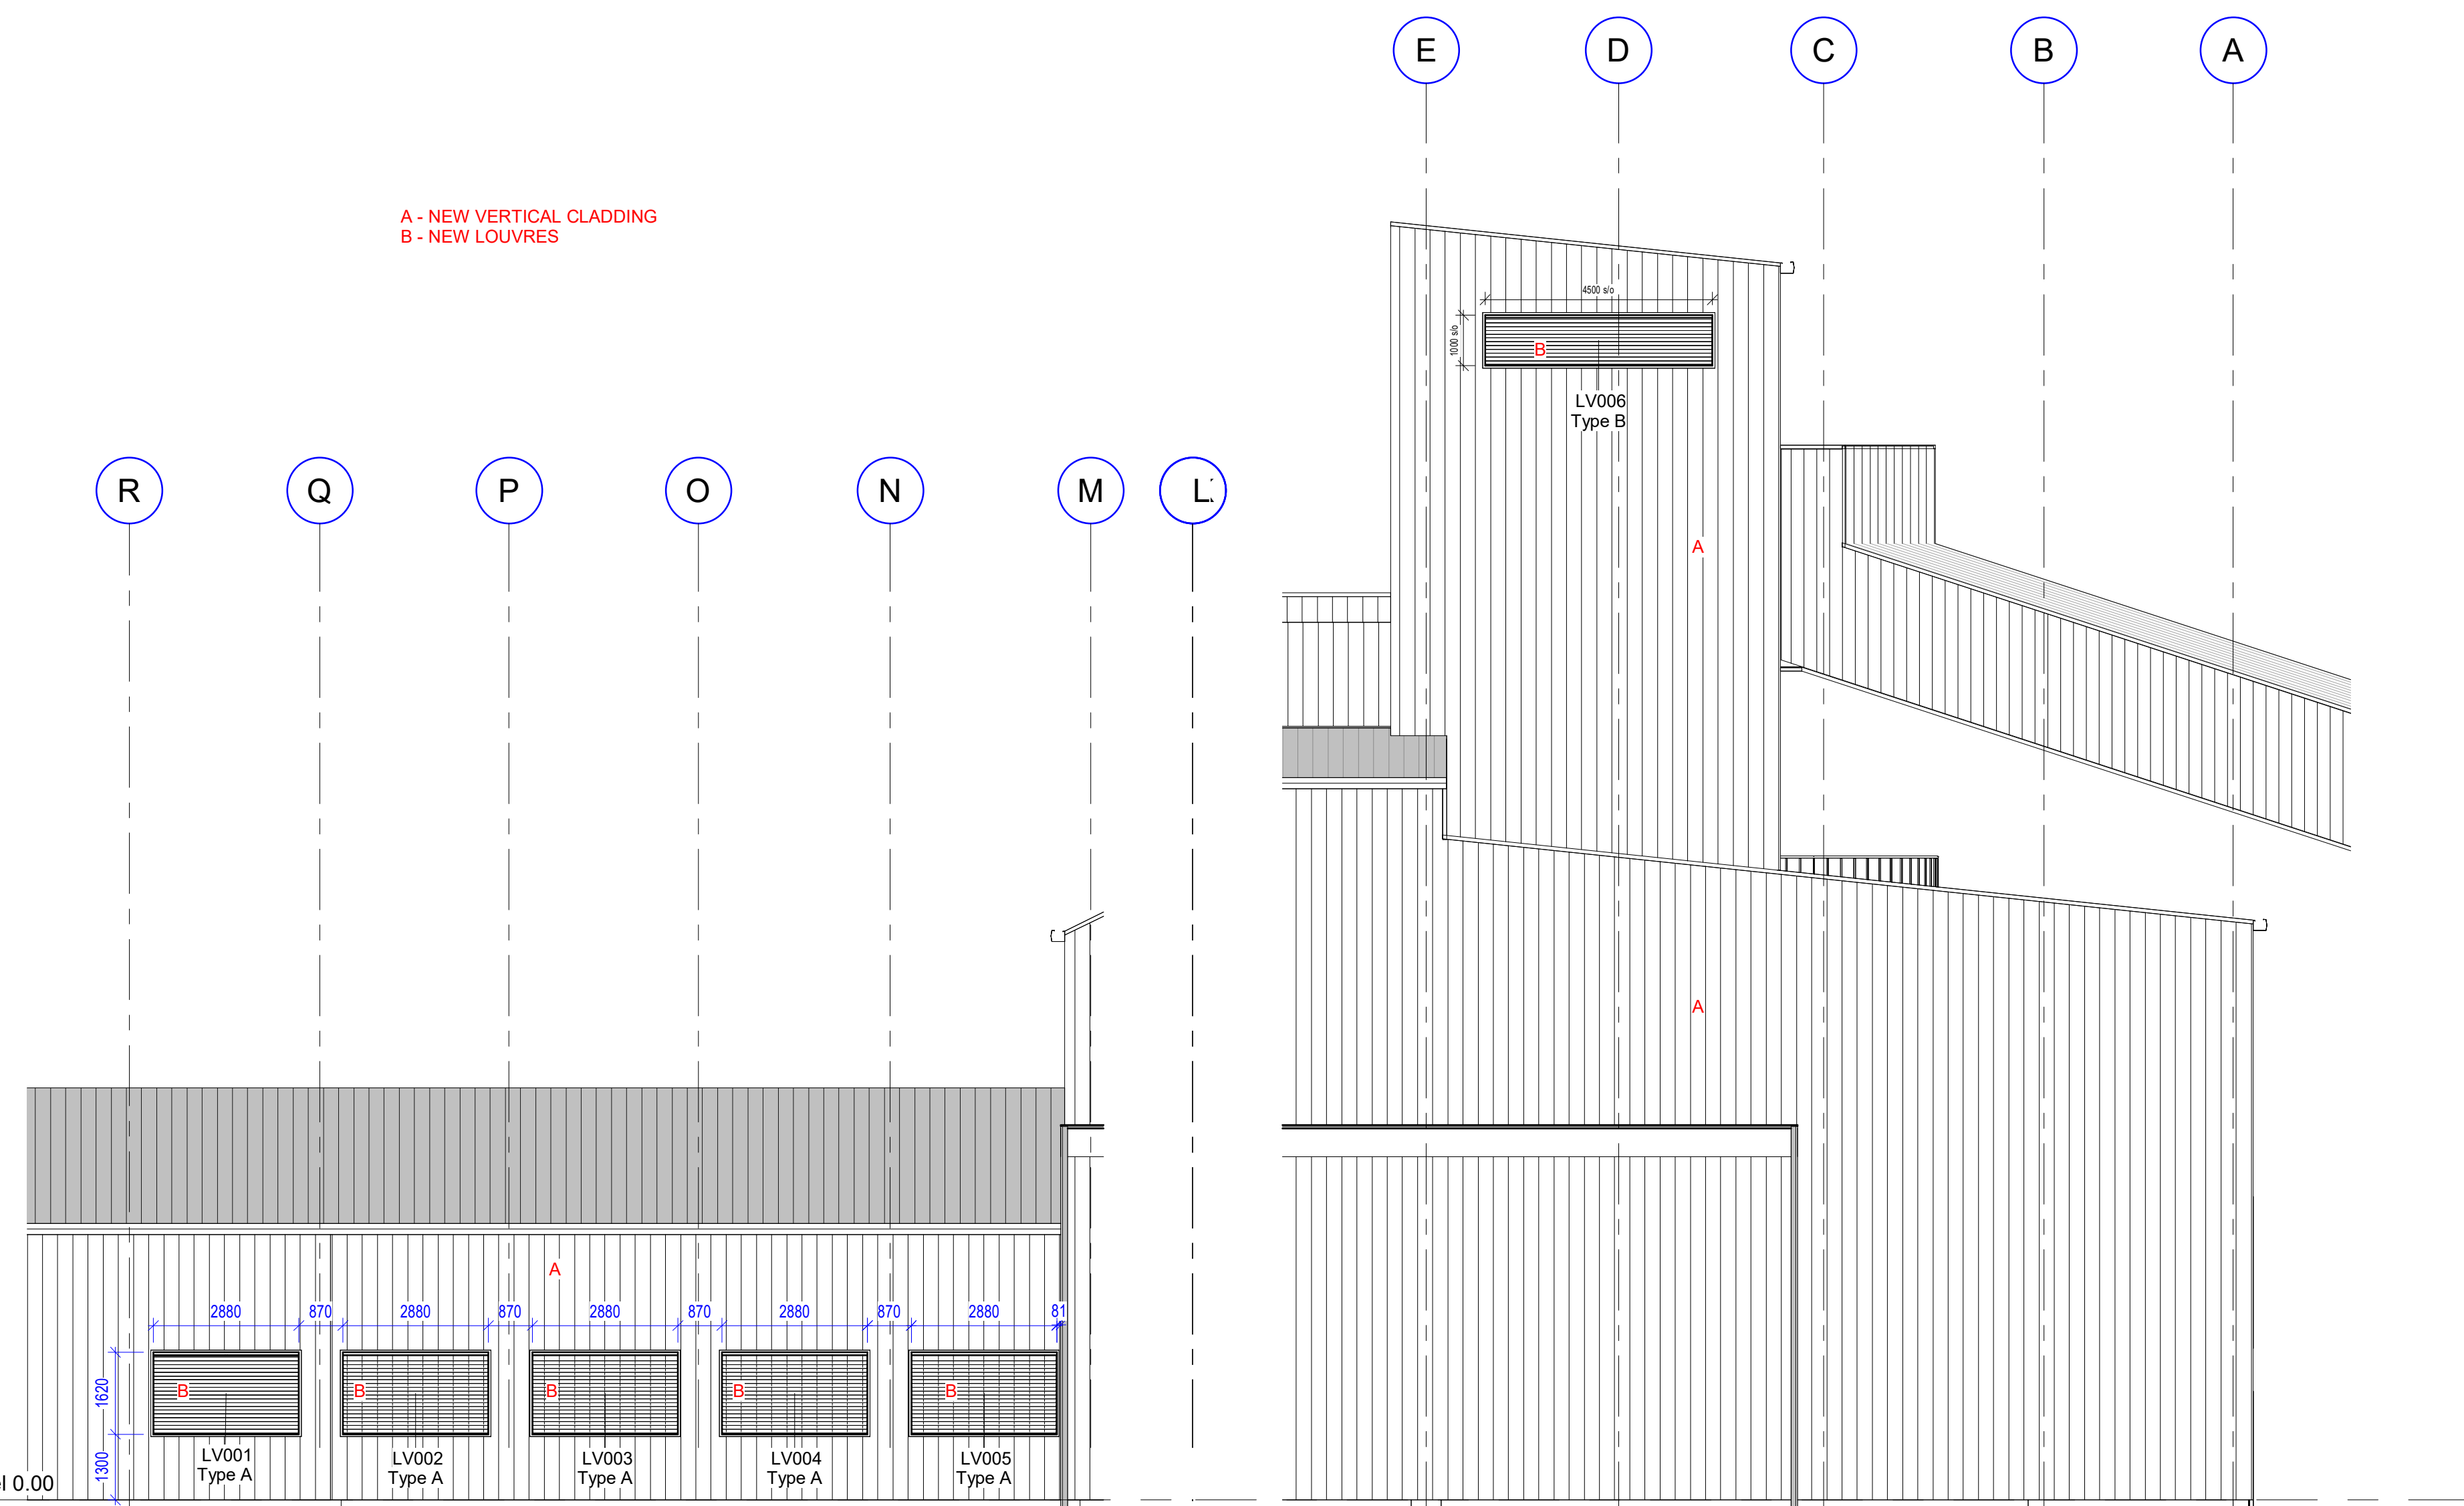 E D C B A
A - NEW VERTICAL CLADDING
B - NEW LOUVRES
4500 s/o
1000 s/o
B
LV006
Type B
R Q P O N M L
A
A
A
2880 870 2880 870 2880 870 2880 870 2880 81
1620
B B B B B
LV001
Type A
LV002
Type A
LV003
Type A
LV004
Type A
LV005
Type A
1300
el 0.00